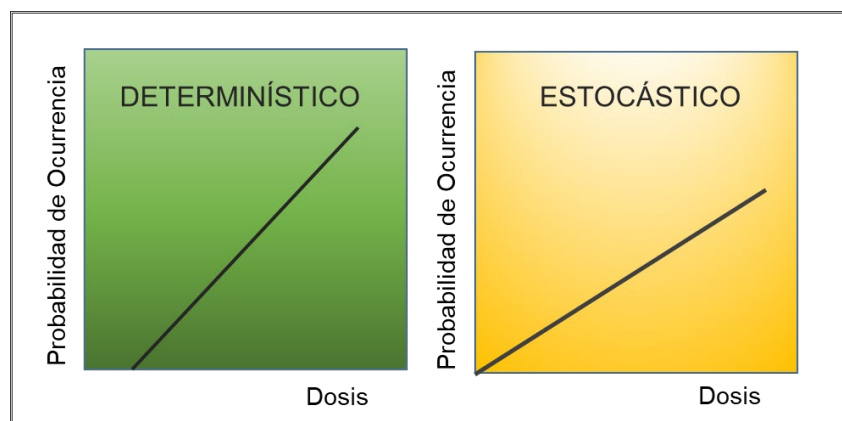 DETERMINÍSTICO
Probabilidad de Ocurrencia
Dosis
ESTOCÁSTICO
Probabilidad de Ocurrencia
Dosis